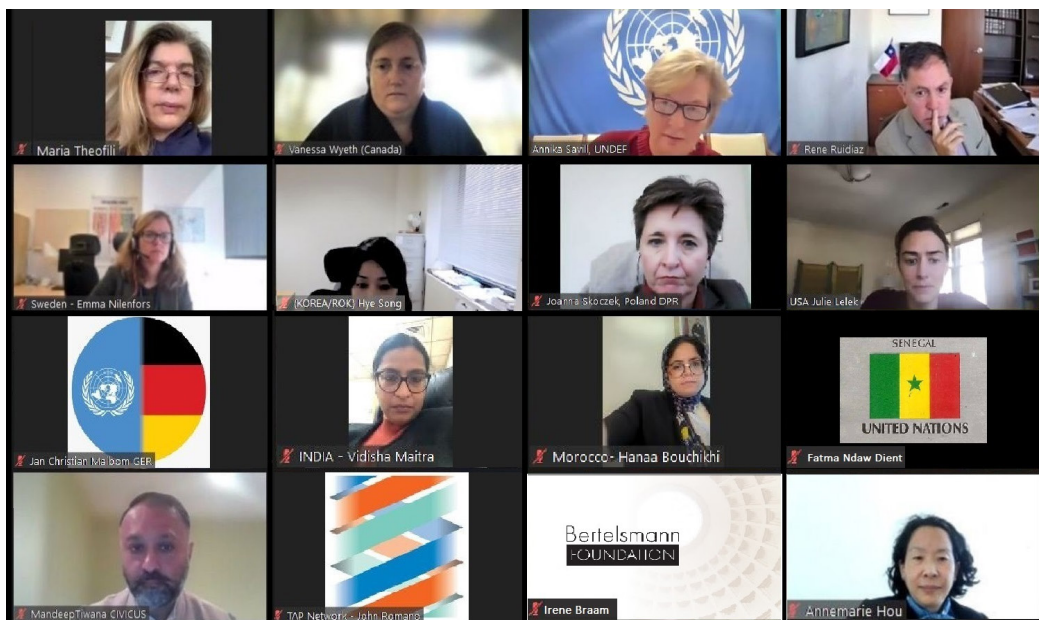 Maria Theofili
Vanessa Wyeth (Canada)
Annika Savill, UNDEF
Rene Ruidiaz
Sweden - Emma Nilenfors
(KOREA/ROK) Hye Song
Joanna Skoczek, Poland DPR
USA Julie Lelek
Jan Christian Malbom GER
INDIA - Vidisha Maitra
Morocco- Hanaa Bouchikhi
SENEGAL
UNITED NATIONS
Fatma Ndaw Dient
MandeepTiwana CIVICUS
TAP Network - John Romano
Bertelsmann
FOUNDATION
Irene Braam
Annemarie Hou